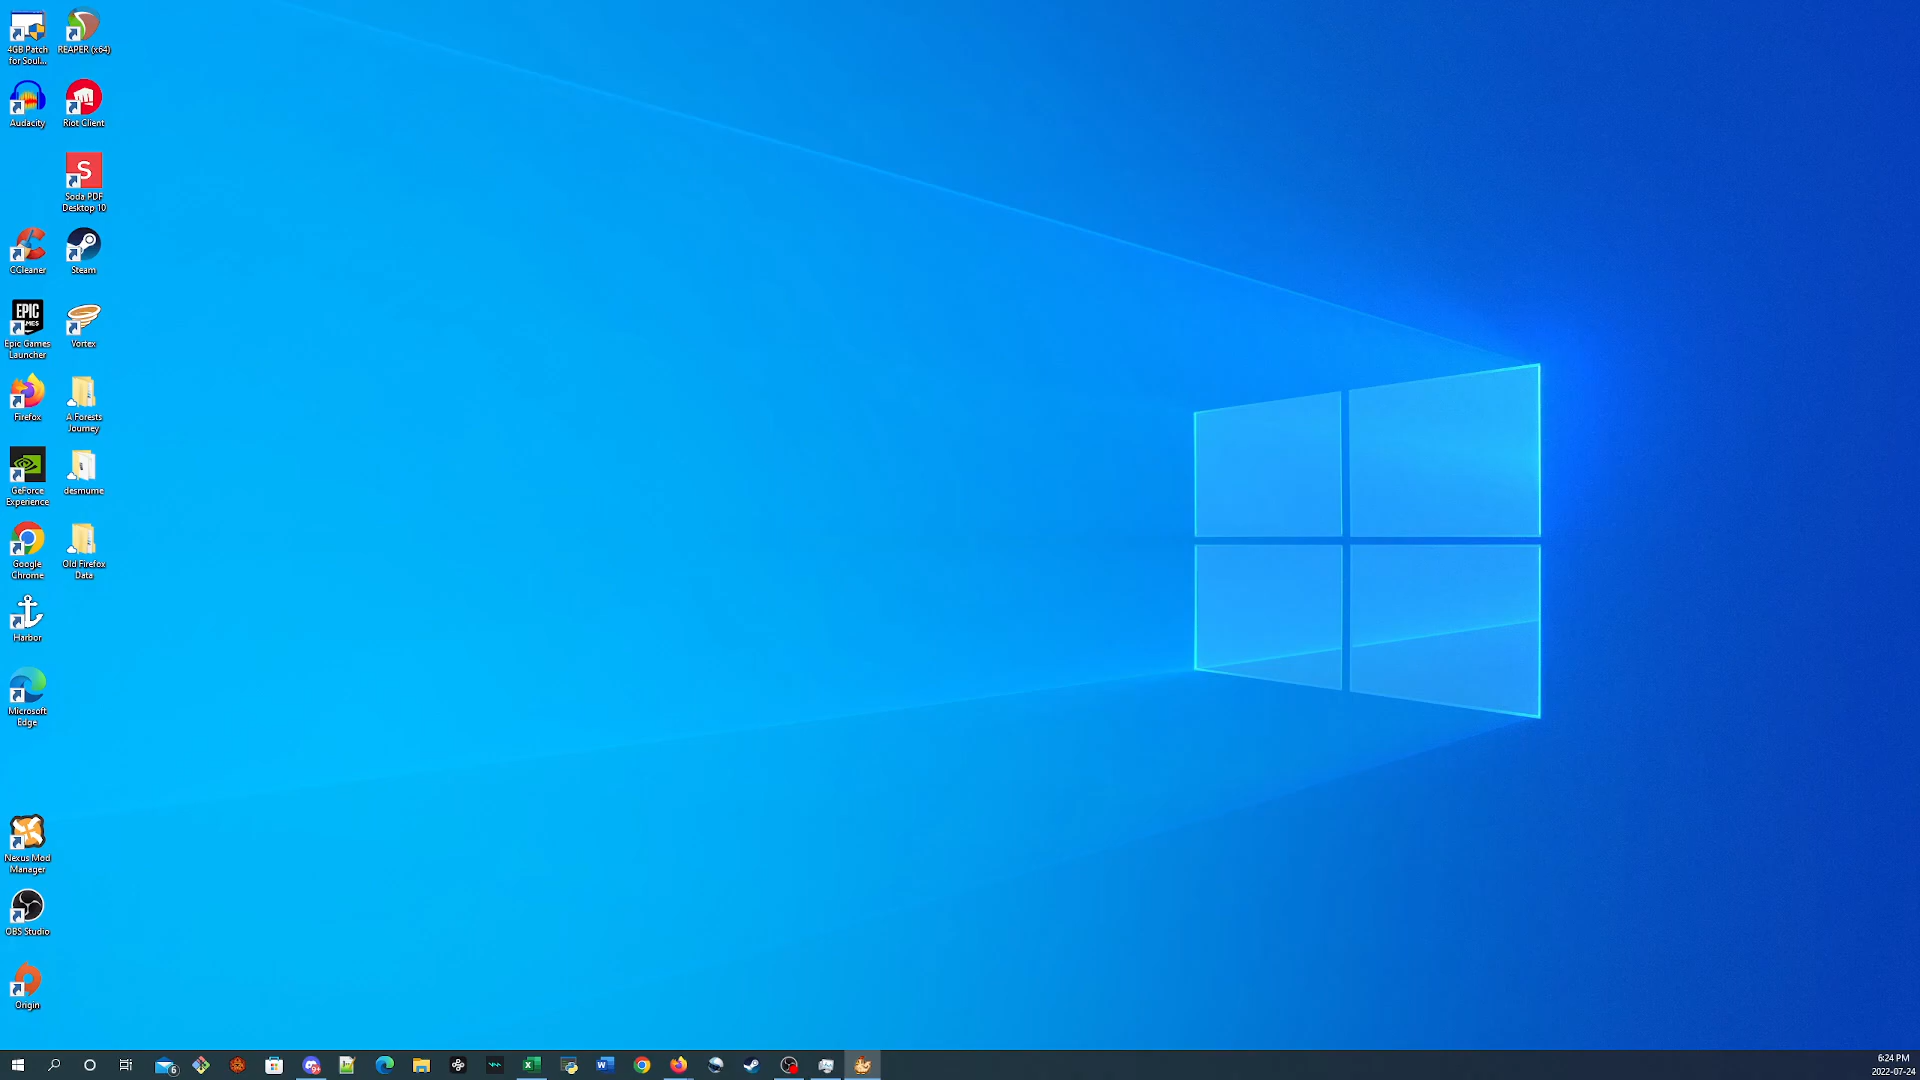 4GB Patch
for Soul...
REAPER (x64)
Audacity
Riot Client
S
Soda PDF
Desktop 10
CCleaner
Steam
EPIC
GAMES
Epic Games
Launcher
Vortex
Firefox
A Forests
Journey
GeForce
Experience
desmume
Google
Chrome
Old Firefox
Data
Harbor
Microsoft
Edge
Nexus Mod
Manager
OBS Studio
Origin
6
X
W
6:24 PM
2022-07-24